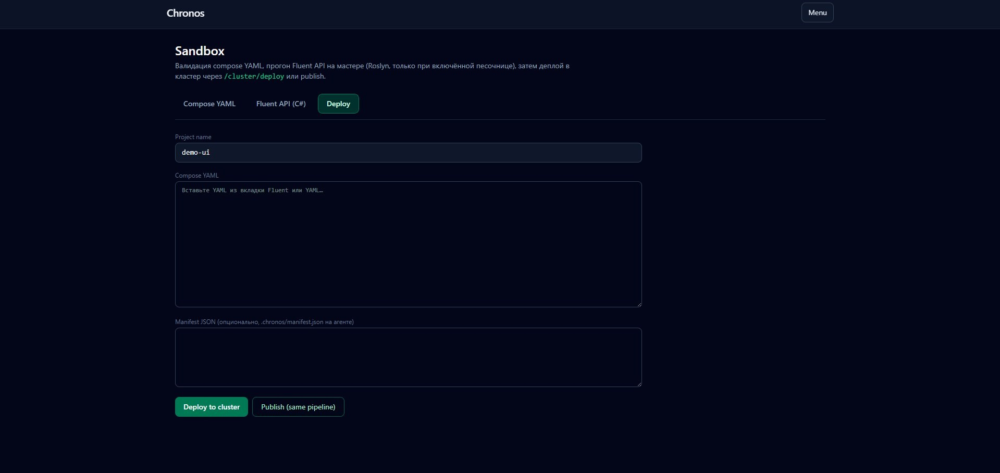 Chronos
Menu
Sandbox
Валидация compose YAML, прогон Fluent API на мастере (Roslyn, только при включённой песочнице), затем деплой в
кластер через /cluster/deploy или publish.
Compose YAML
Fluent API (C#)
Deploy
Project name
demo-ui
Compose YAML
Вставьте YAML из вкладки Fluent или YAML…
Manifest JSON (опционально, .chronos/manifest.json на агенте)
Deploy to cluster
Publish (same pipeline)